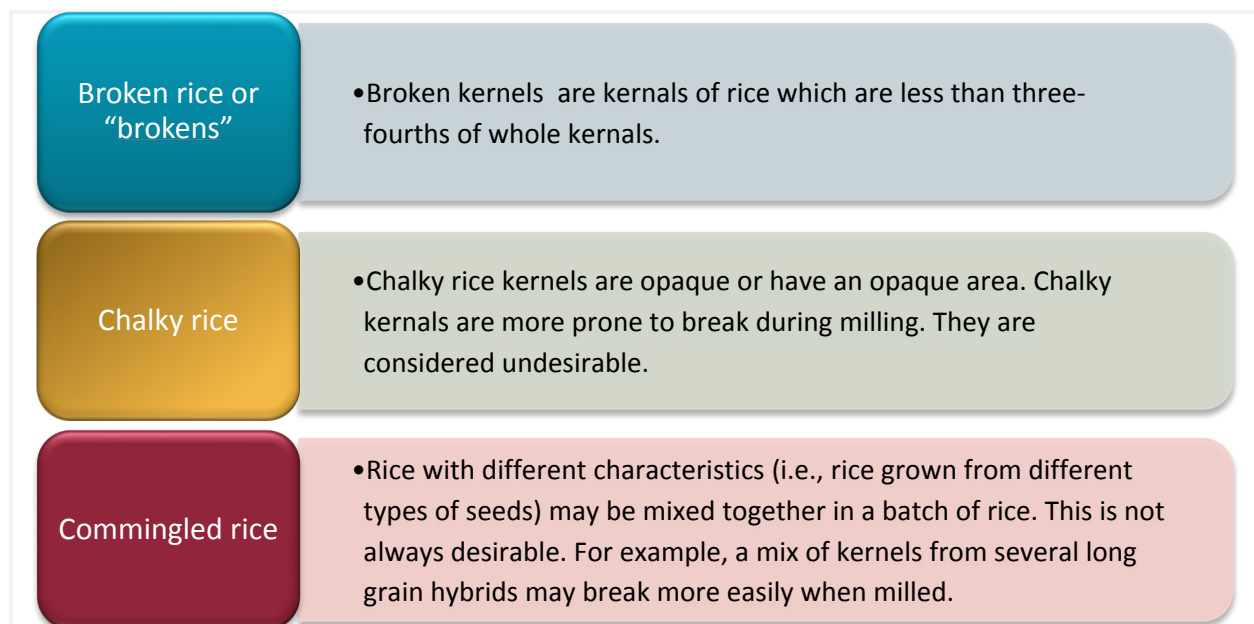 Broken rice or
“brokens”
•Broken kernels  are kernals of rice which are less than three-
fourths of whole kernals.
Chalky rice
•Chalky rice kernels are opaque or have an opaque area. Chalky
kernals are more prone to break during milling. They are
considered undesirable.
Commingled rice
•Rice with different characteristics (i.e., rice grown from different
types of seeds) may be mixed together in a batch of rice. This is not
always desirable. For example, a mix of kernels from several long
grain hybrids may break more easily when milled.